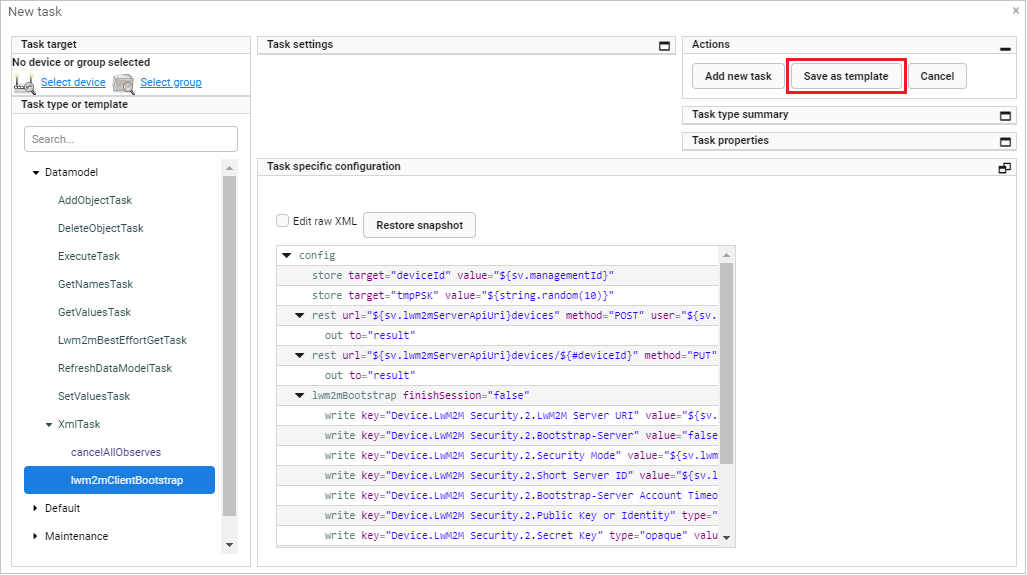 New task
Task target
No device or group selected
Select device
Select group
Task type or template
Search...
Datamodel
AddObjectTask
DeleteObjectTask
ExecuteTask
GetNamesTask
GetValuesTask
Lwm2mBestEffortGetTask
RefreshDataModelTask
SetValuesTask
XmlTask
cancelAllObserves
lwm2mClientBootstrap
Default
Maintenance
Task settings
Actions
Add new task
Save as template
Cancel
Task type summary
Task properties
Task specific configuration
Edit raw XML
Restore snapshot
config
store target="deviceId" value="${sv.managementId}"
store target="tmpPSK" value="${string.random(10)}"
rest url="${sv.lwm2mServerApiUri}devices" method="POST" user="${sv.
out to="result"
rest url="${sv.lwm2mServerApiUri}devices/${#deviceId}" method="PUT"
out to="result"
lwm2mBootstrap finishSession="false"
write key="Device.LwM2M Security.2.LwM2M Server URI" value="${sv.
write key="Device.LwM2M Security.2.Bootstrap-Server" value="false
write key="Device.LwM2M Security.2.Security Mode" value="${sv.lwm
write key="Device.LwM2M Security.2.Short Server ID" value="${sv.l
write key="Device.LwM2M Security.2.Bootstrap-Server Account Timeo
write key="Device.LwM2M Security.2.Public Key or Identity" type="
write key="Device.LwM2M Security.2.Secret Key" type="opaque" valu